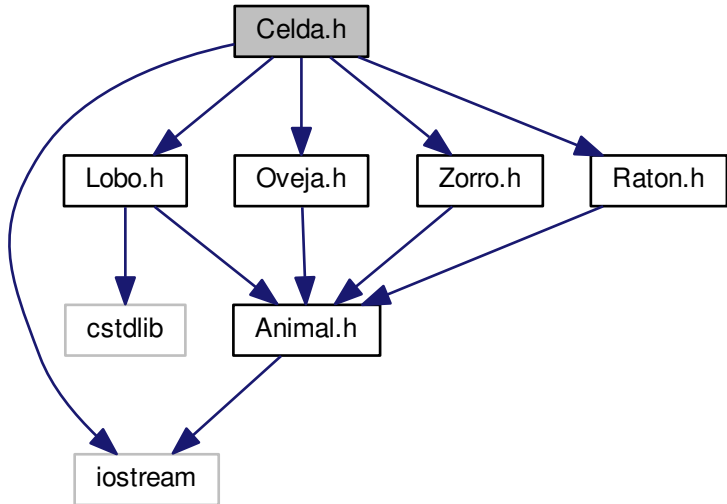 Celda.h
Lobo.h
Oveja.h
Zorro.h
Raton.h
cstdlib
Animal.h
iostream